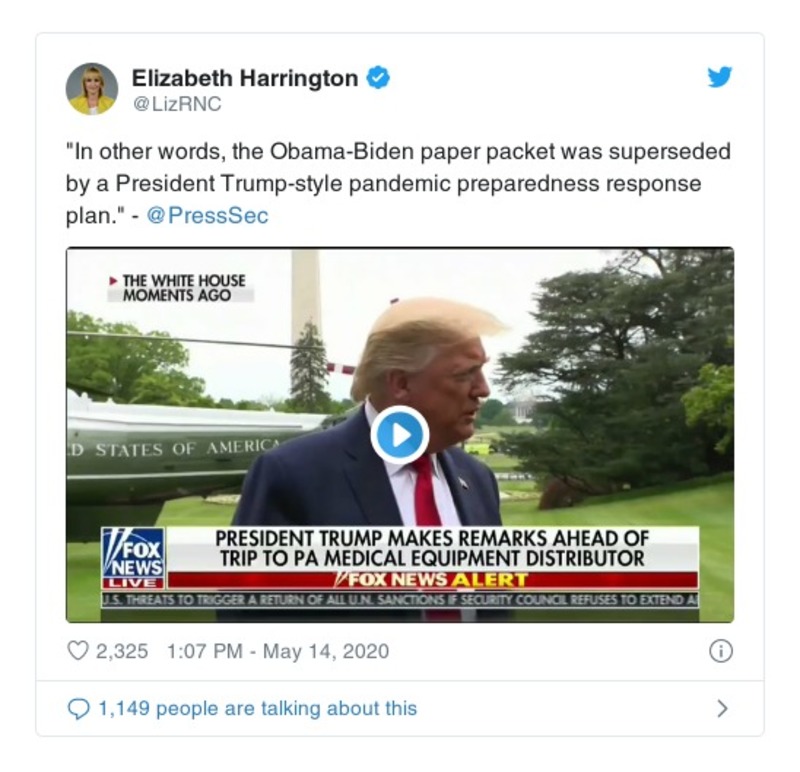 Elizabeth Harrington
@LizRNC
"In other words, the Obama-Biden paper packet was superseded
by a President Trump-style pandemic preparedness response
plan." - @PressSec
THE WHITE HOUSE
MOMENTS AGO
D STATES OF AMERICA
FOX
NEWS
LIVE
PRESIDENT TRUMP MAKES REMARKS AHEAD OF
TRIP TO PA MEDICAL EQUIPMENT DISTRIBUTOR
FOX NEWS ALERT
U.S. THREATS TO TRIGGER A RETURN OF ALL U.N. SANCTIONS IF SECURITY COUNCIL REFUSES TO EXTEND A
2,325 1:07 PM - May 14, 2020
1,149 people are talking about this